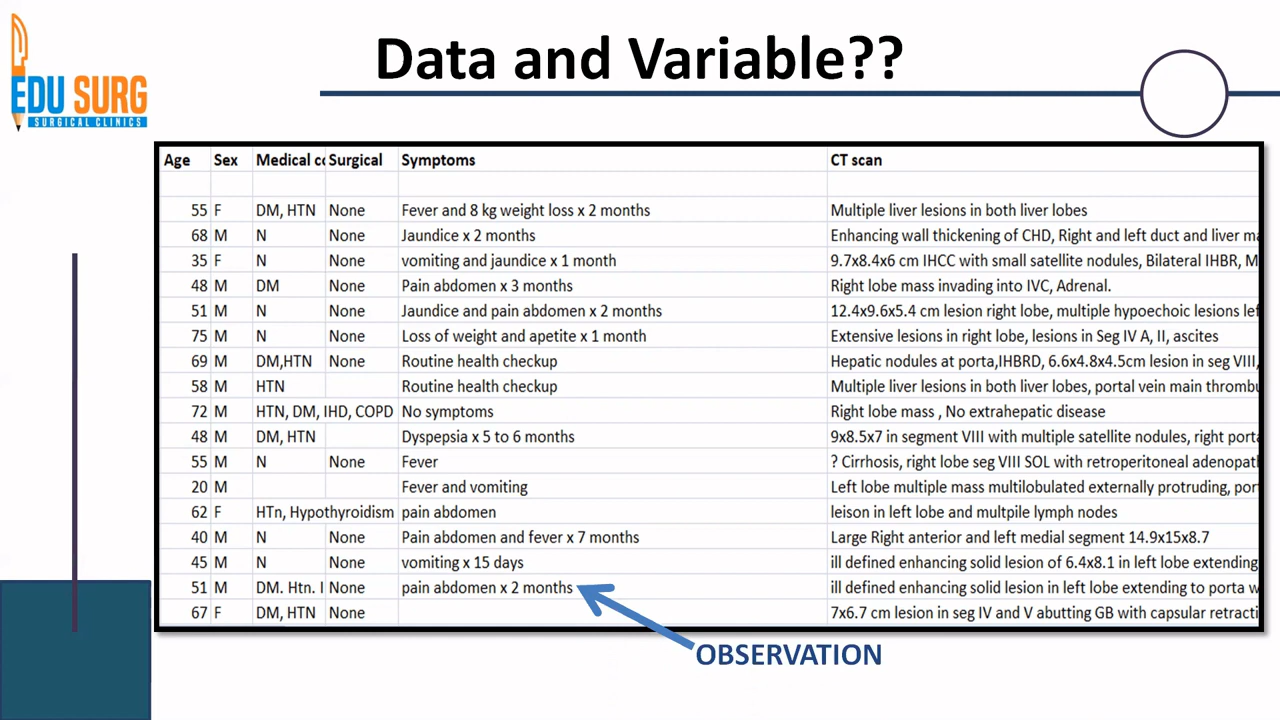 Data and Variable??
EDU SURG
SURGICAL CLINICS
Age Sex Medical co Surgical Symptoms CT scan
55 F DM, HTN None Fever and 8 kg weight loss x 2 months Multiple liver lesions in both liver lobes
68 M N None Jaundice x 2 months Enhancing wall thickening of CHD, Right and left duct and liver ma
35 F N None vomiting and jaundice x 1 month 9.7x8.4x6 cm IHCC with small satellite nodules, Bilateral IHBR, M
48 M DM None Pain abdomen x 3 months Right lobe mass invading into IVC, Adrenal.
51 M N None Jaundice and pain abdomen x 2 months 12.4x9.6x5.4 cm lesion right lobe, multiple hypoechoic lesions lef
75 M N None Loss of weight and apetite x 1 month Extensive lesions in right lobe, lesions in Seg IV A, II, ascites
69 M DM,HTN None Routine health checkup Hepatic nodules at porta,IHBRD, 6.6x4.8x4.5cm lesion in seg VIII,
58 M HTN Routine health checkup Multiple liver lesions in both liver lobes, portal vein main thrombu
72 M HTN, DM, IHD, COPD No symptoms Right lobe mass , No extrahepatic disease
48 M DM, HTN Dyspepsia x 5 to 6 months 9x8.5x7 in segment VIII with multiple satellite nodules, right porta
55 M N None Fever ? Cirrhosis, right lobe seg VIII SOL with retroperitoneal adenopat
20 M Fever and vomiting Left lobe multiple mass multilobulated externally protruding, por
62 F HTn, Hypothyroidism pain abdomen leison in left lobe and multpile lymph nodes
40 M N None Pain abdomen and fever x 7 months Large Right anterior and left medial segment 14.9x15x8.7
45 M N None vomiting x 15 days ill defined enhancing solid lesion of 6.4x8.1 in left lobe extending
51 M DM. Htn. I None pain abdomen x 2 months ill defined enhancing solid lesion in left lobe extending to porta w
67 F DM, HTN None 7x6.7 cm lesion in seg IV and V abutting GB with capsular retracti
OBSERVATION